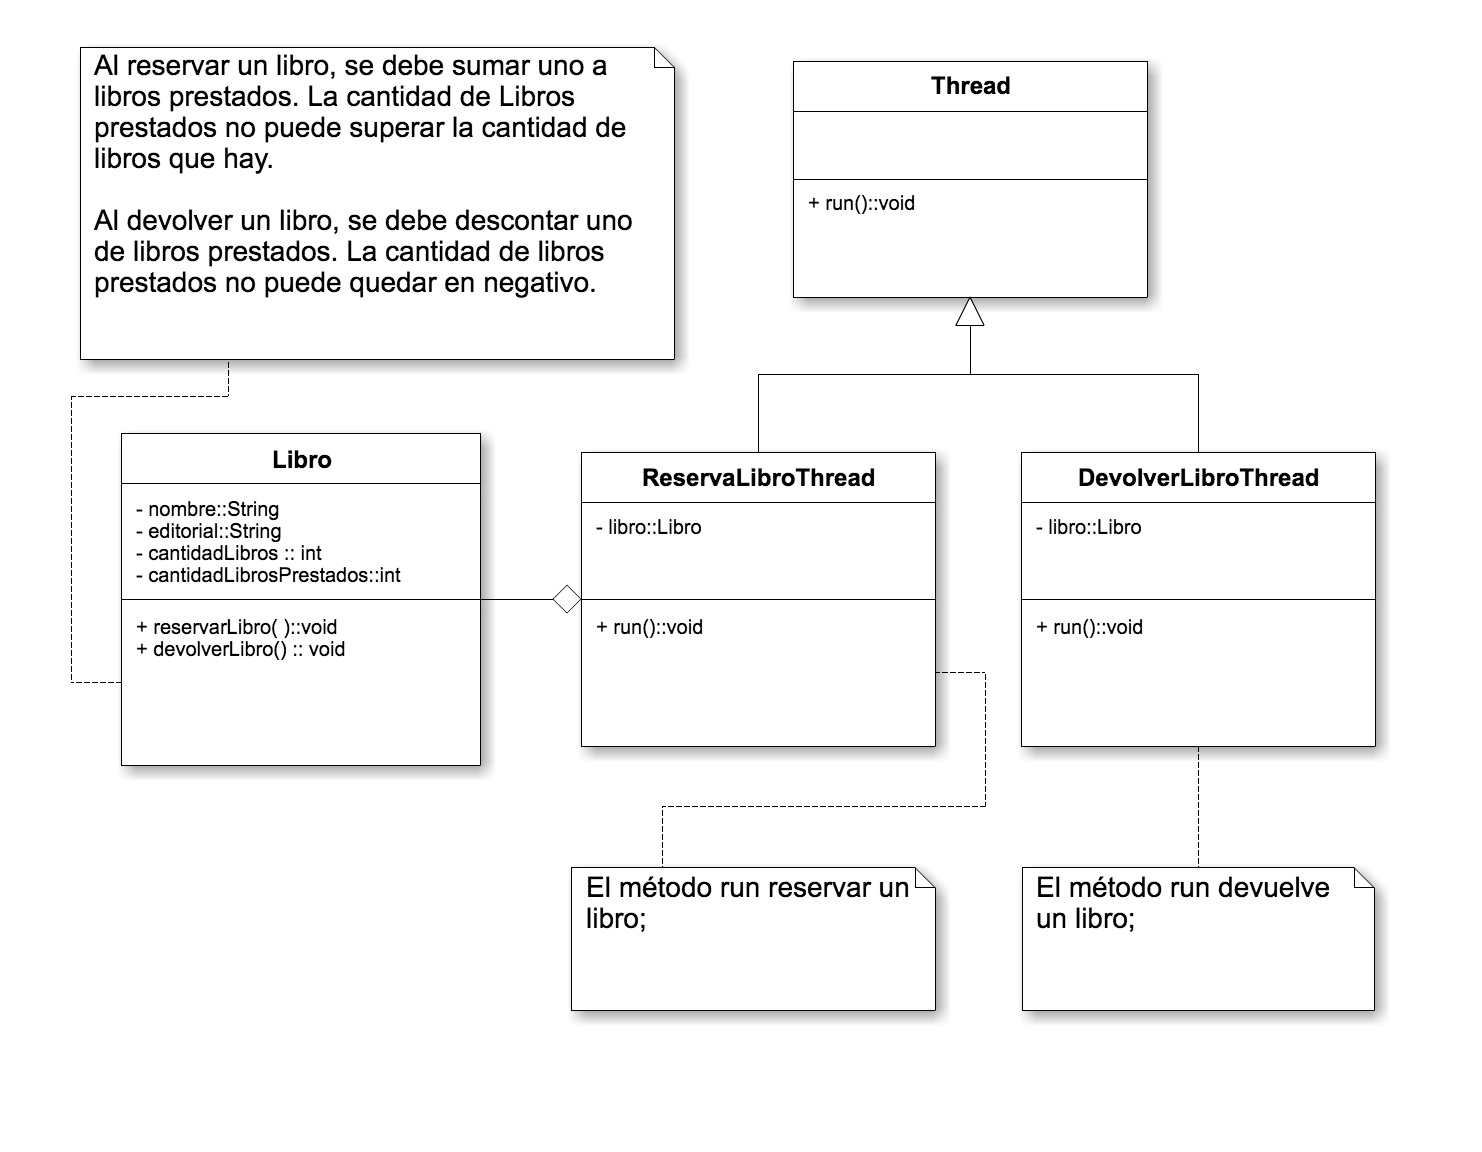 Al reservar un libro, se debe sumar uno a
libros prestados. La cantidad de Libros
prestados no puede superar la cantidad de
libros que hay.
Al devolver un libro, se debe descontar uno
de libros prestados. La cantidad de libros
prestados no puede quedar en negativo.
Thread
+ run()::void
Libro
- nombre::String
- editorial::String
- cantidadLibros :: int
- cantidadLibrosPrestados::int
+ reservarLibro( )::void
+ devolverLibro() :: void
ReservaLibroThread
- libro::Libro
+ run()::void
DevolverLibroThread
- libro::Libro
+ run()::void
El método run reservar un
libro;
El método run devuelve
un libro;